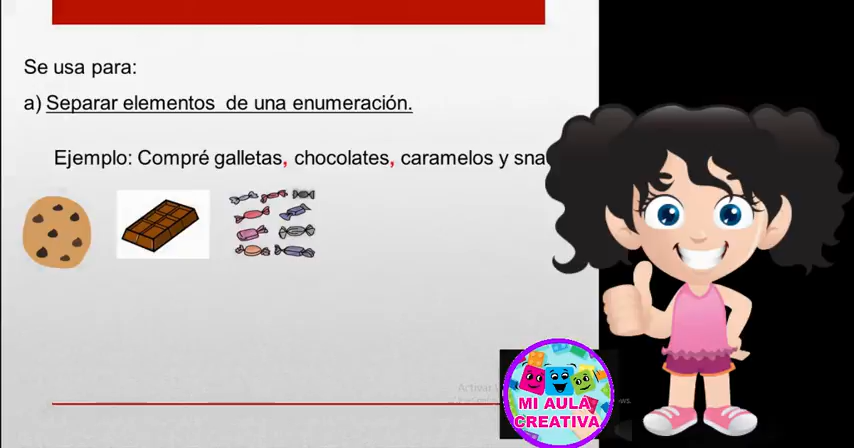 Se usa para:
a) Separar elementos de una enumeración.
Ejemplo: Compré galletas, chocolates, caramelos y sna
MI AULA
CREATIVA